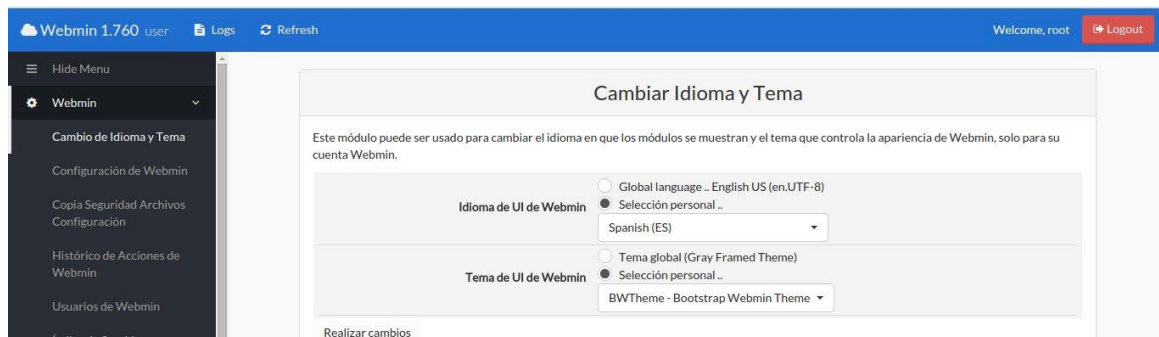 Webmin 1.760 user Logs Refresh Welcome, root Logout
Hide Menu
Webmin
Cambio de Idioma y Tema
Configuración de Webmin
Copia Seguridad Archivos
Configuración
Histórico de Acciones de
Webmin
Usuarios de Webmin
Cambiar Idioma y Tema
Este módulo puede ser usado para cambiar el idioma en que los módulos se muestran y el tema que controla la apariencia de Webmin, solo para su
cuenta Webmin.
Idioma de UI de Webmin
Global language .. English US (en.UTF-8)
Selección personal ..
Spanish (ES)
Tema de UI de Webmin
Tema global (Gray Framed Theme)
Selección personal ..
BWTheme - Bootstrap Webmin Theme
Realizar cambios